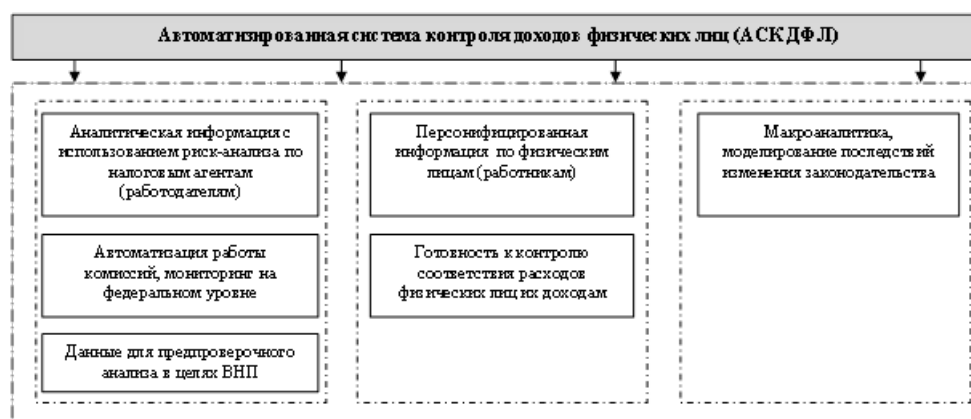 Автоматизированная система контроля доходов физических лиц (АСК ДФЛ)
Аналитическая информация с
использованием риск-анализа по
налоговым агентам
(работодателям)
Автоматизация работы
комиссий, мониторинг на
федеральном уровне
Данные для предпроверочного
анализа в целях ВНП
Персонифицированная
информация по физическим
лицам (работникам)
Готовность к контролю
соответствия расходов
физических лиц их доходам
Макроаналитика,
моделирование последствий
изменения законодательства